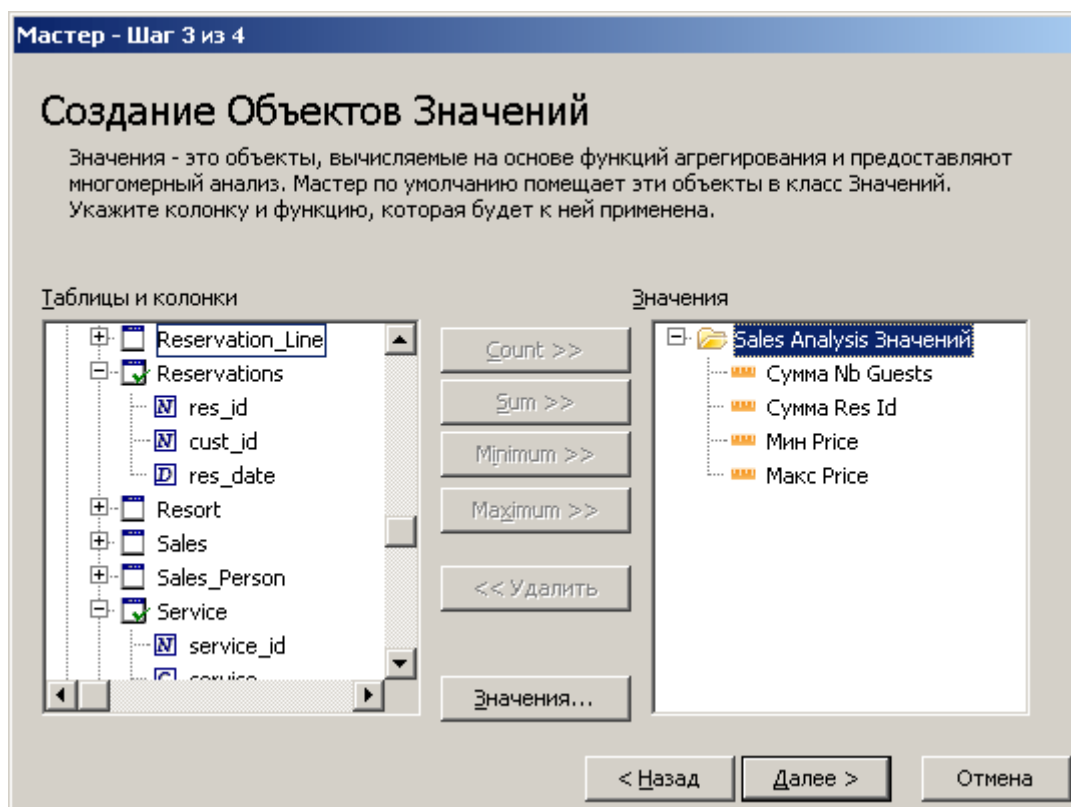 Мастер - Шаг 3 из 4
Создание Объектов Значений
Значения - это объекты, вычисляемые на основе функций агрегирования и предоставляют
многомерный анализ. Мастер по умолчанию помещает эти объекты в класс Значений.
Укажите колонку и функцию, которая будет к ней применена.
Таблицы и колонки
Reservation_Line
Reservations
N res_id
N cust_id
D res_date
Resort
Sales
Sales_Person
Service
N service_id
Count >>
Sum >>
Minimum >>
Maximum >>
<< Удалить
Значения...
Значения
Sales Analysis Значений
Сумма Nb Guests
Сумма Res Id
Мин Price
Макс Price
< Назад
Далее >
Отмена